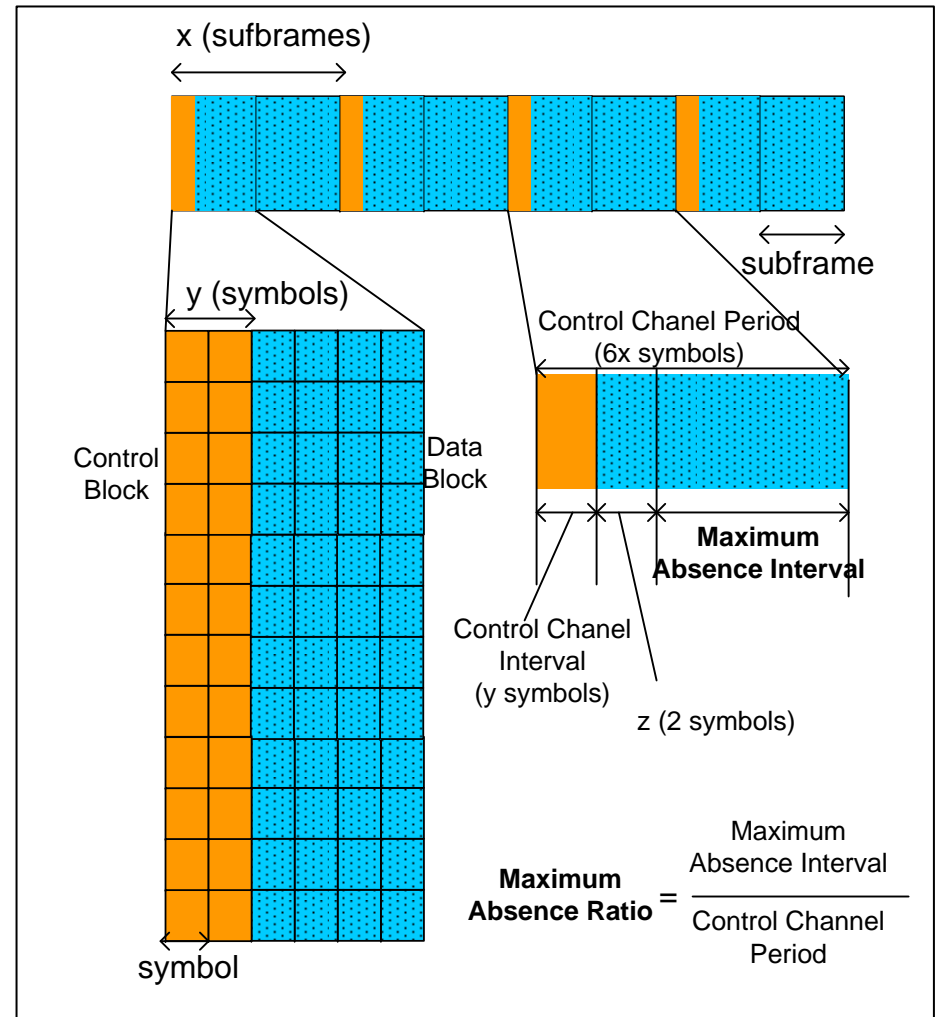 x (sufbrames)
subframe
y (symbols)
Control Chanel Period
(6x symbols)
Control
Block
Data
Block
Maximum
Absence Interval
Control Chanel
Interval
(y symbols)
z (2 symbols)
Maximum
Absence Ratio
=
Maximum
Absence Interval
Control Channel
Period
symbol